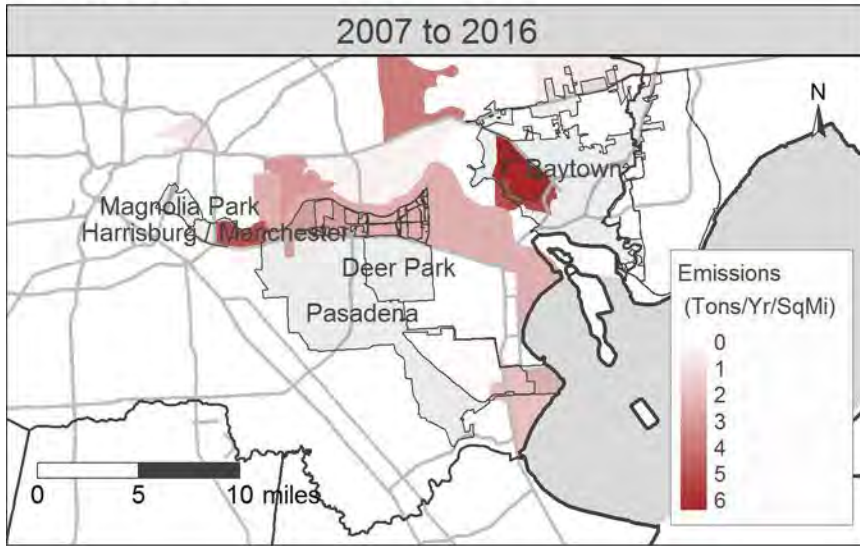 2007 to 2016
N
Baytown
Magnolia Park
Harrisburg
Manchester
Deer Park
Pasadena
Emissions
(Tons/Yr/SqMi)
0
1
2
3
4
5
6
0 5 10 miles